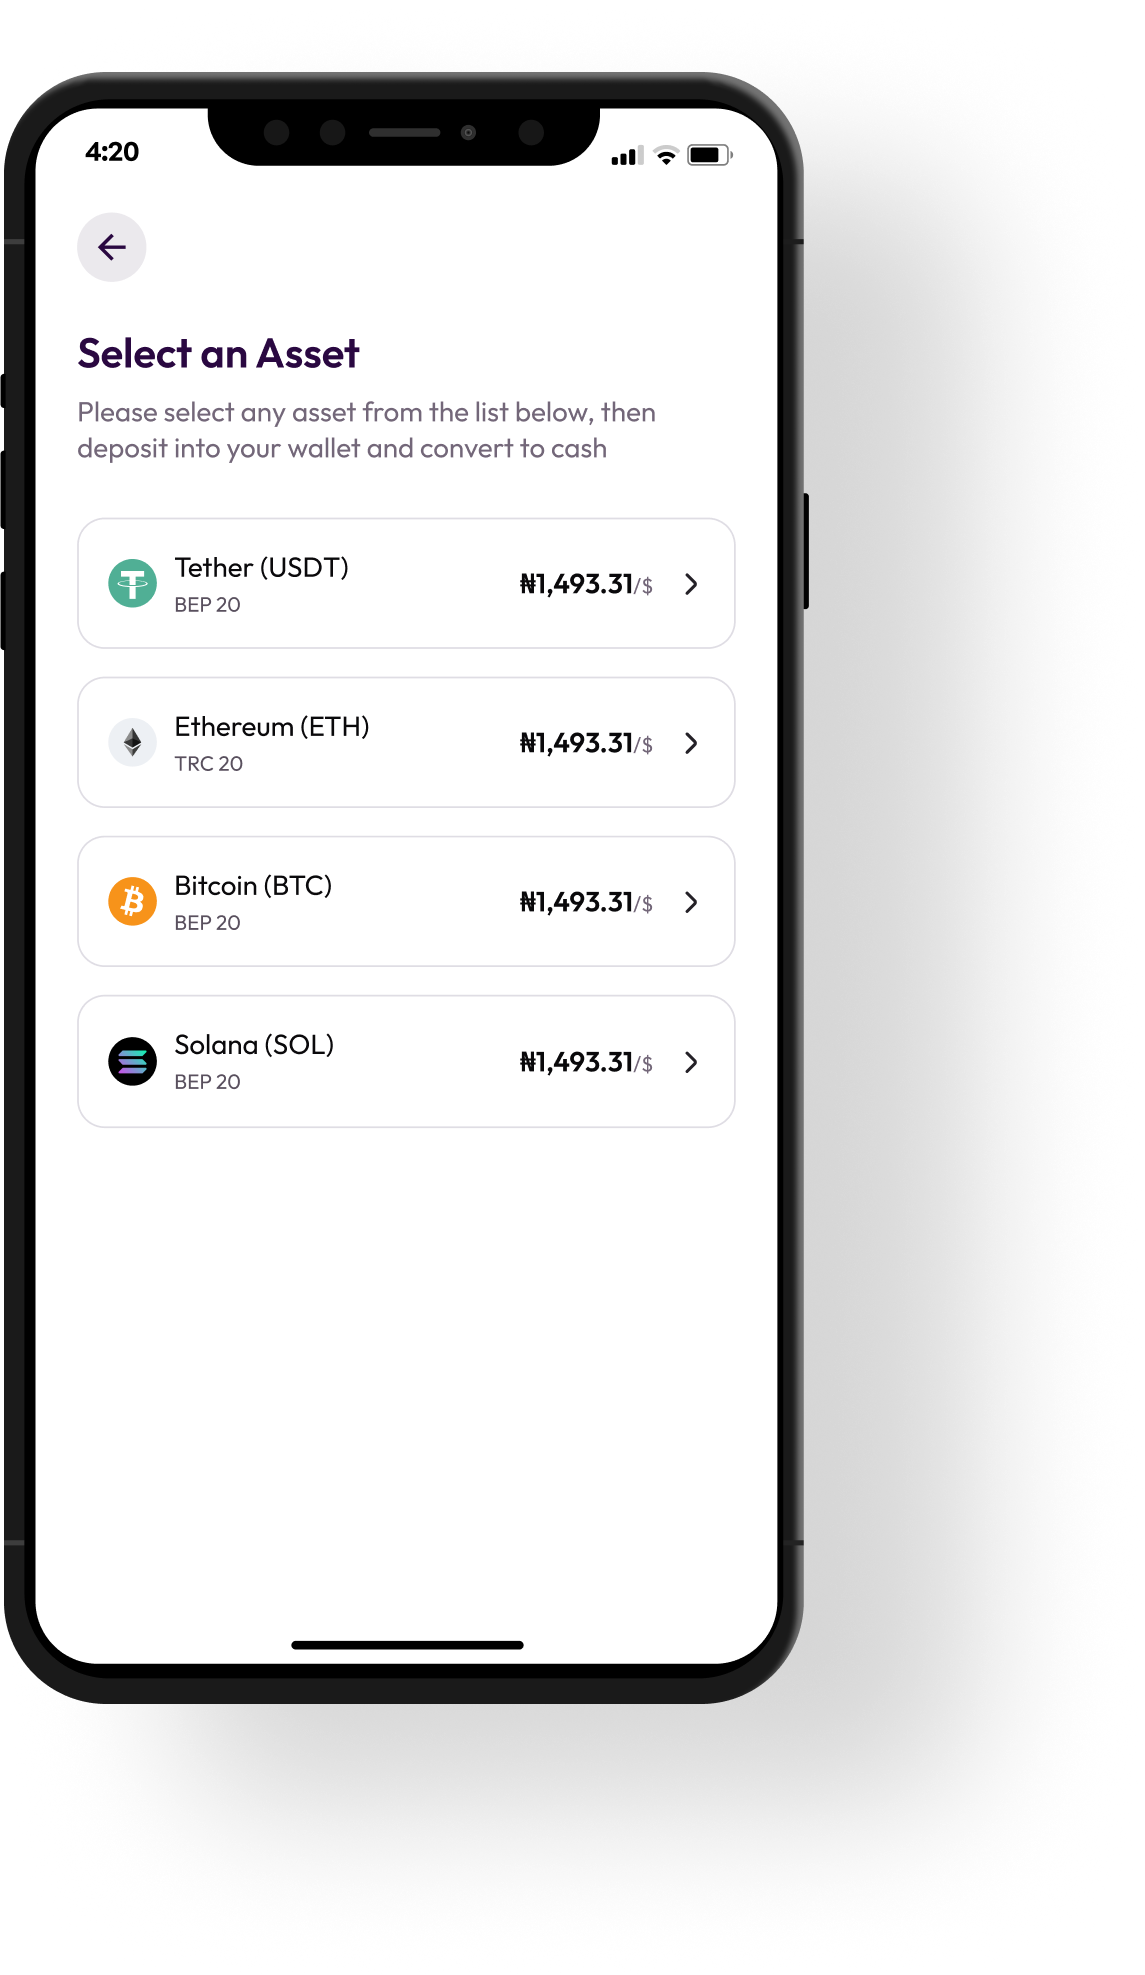 4:20
Select an Asset
Please select any asset from the list below, then
deposit into your wallet and convert to cash
Tether (USDT)
BEP 20
₦1,493.31/$
Ethereum (ETH)
TRC 20
₦1,493.31/$
Bitcoin (BTC)
BEP 20
₦1,493.31/$
Solana (SOL)
BEP 20
₦1,493.31/$